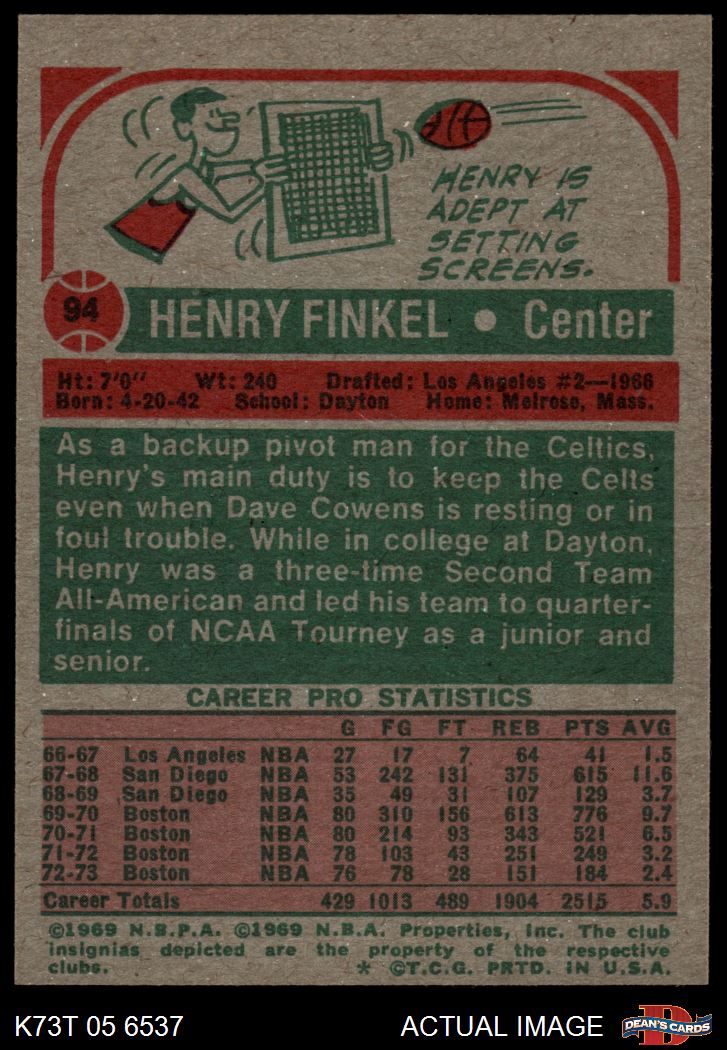 HENRY IS
ADEPT AT
SETTING
SCREENS.
94
HENRY FINKEL • Center
Ht: 7'0" Wt: 240 Drafted: Los Angeles #2—1966
Born: 4-20-42 School: Dayton Home: Melrose, Mass.
As a backup pivot man for the Celtics,
Henry's main duty is to keep the Celts
even when Dave Cowens is resting or in
foul trouble. While in college at Dayton,
Henry was a three-time Second Team
All-American and led his team to quarter-
finals of NCAA Tourney as a junior and
senior.
CAREER PRO STATISTICS
G FG FT REB PTS AVG
66-67 Los Angeles NBA 27 17 7 64 41 1.5
67-68 San Diego NBA 53 242 131 375 615 11.6
68-69 San Diego NBA 35 49 31 107 129 3.7
69-70 Boston NBA 80 310 156 613 776 9.7
70-71 Boston NBA 80 214 93 343 521 6.5
71-72 Boston NBA 78 103 43 251 249 3.2
72-73 Boston NBA 76 78 28 151 184 2.4
Career Totals 429 1013 489 1904 2515 5.9
©1969 N.B.P.A. ©1969 N.B.A. Properties, Inc. The club
insignias depicted are the property of the respective
clubs. * ©T.C.G. PRTD. IN U.S.A.
K73T 05 6537 ACTUAL IMAGE D DEAN'S CARDS